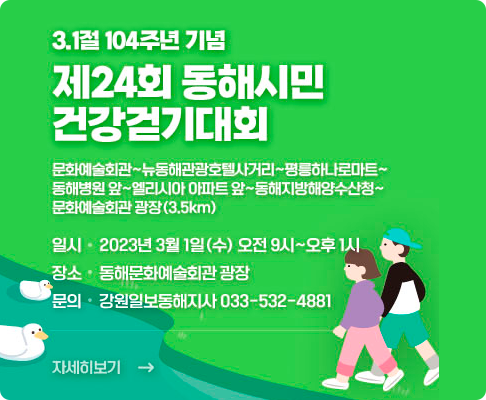 3.1절 104주년 기념
제24회 동해시민
건강걷기대회
문화예술회관~뉴동해관광호텔사거리~평릉하나로마트~
동해병원 앞~엘리시아 아파트 앞~동해지방해양수산청~
문화예술회관 광장(3.5km)
일시 • 2023년 3월 1일(수) 오전 9시~오후 1시
장소 • 동해문화예술회관 광장
문의 • 강원일보동해지사 033-532-4881
자세히보기 →